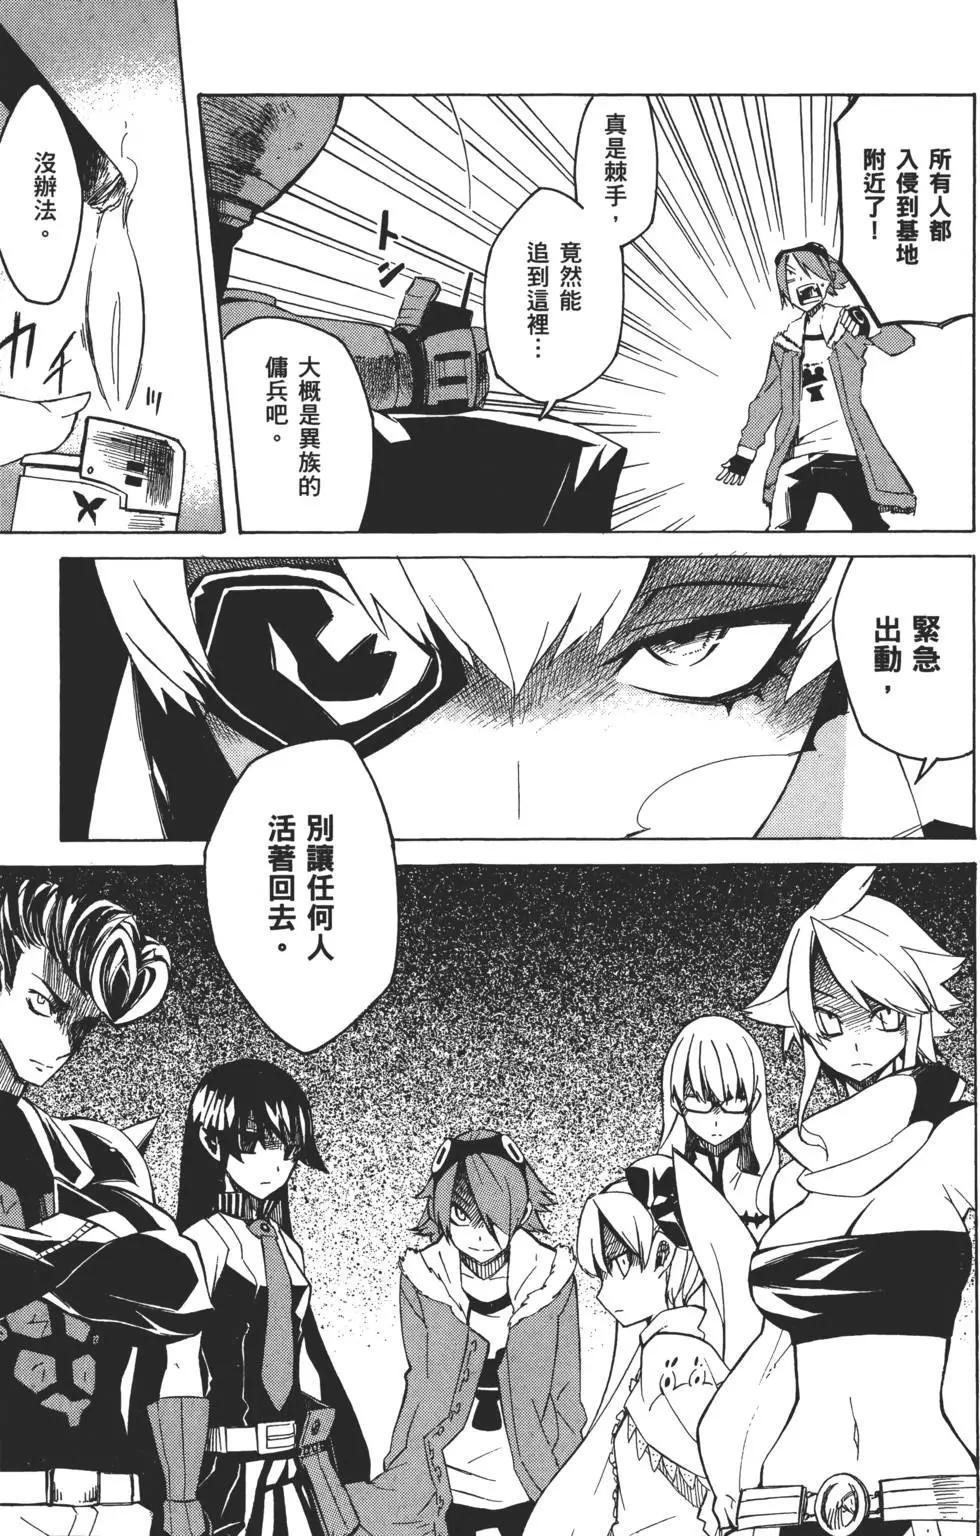 所有人都
入侵到基地
附近了！
真是棘手，
竟然能
追到這裡…
大概是異族的
傭兵吧。
トン
沒辦法。
カチ
緊急
出動，
別讓任何人
活著回去。